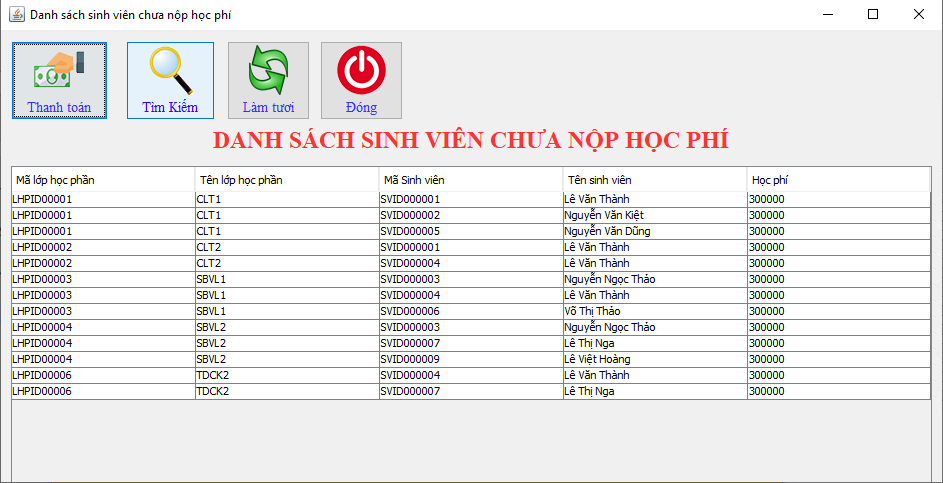 Danh sách sinh viên chưa nộp học phí
Thanh toán Tìm Kiếm Làm tươi Đóng
DANH SÁCH SINH VIÊN CHƯA NỘP HỌC PHÍ
Mã lớp học phần Tên lớp học phần Mã Sinh viên Tên sinh viên Học phí
LHPID00001 CLT1 SVID000001 Lê Văn Thành 300000
LHPID00001 CLT1 SVID000002 Nguyễn Văn Kiệt 300000
LHPID00001 CLT1 SVID000005 Nguyễn Văn Dũng 300000
LHPID00002 CLT2 SVID000001 Lê Văn Thành 300000
LHPID00002 CLT2 SVID000004 Lê Văn Thành 300000
LHPID00003 SBVL1 SVID000003 Nguyễn Ngọc Thảo 300000
LHPID00003 SBVL1 SVID000004 Lê Văn Thành 300000
LHPID00003 SBVL1 SVID000006 Võ Thị Thảo 300000
LHPID00004 SBVL2 SVID000003 Nguyễn Ngọc Thảo 300000
LHPID00004 SBVL2 SVID000007 Lê Thị Nga 300000
LHPID00004 SBVL2 SVID000009 Lê Việt Hoàng 300000
LHPID00006 TDCK2 SVID000004 Lê Văn Thành 300000
LHPID00006 TDCK2 SVID000007 Lê Thị Nga 300000